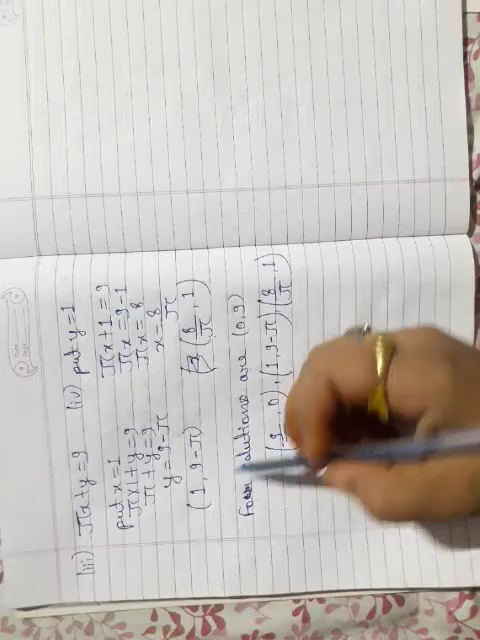 (iii) πx+y=9
put x=1
πx1+y=9
π+y=9
y=9-π
(1, 9-π)
(iv) put y=1
πx+1=9
πx=9-1
πx=8
x=8/π
(8/π, 1)
Four solutions are (0,9)
(9/, 0), (1, 9-π) (8/π, 1)